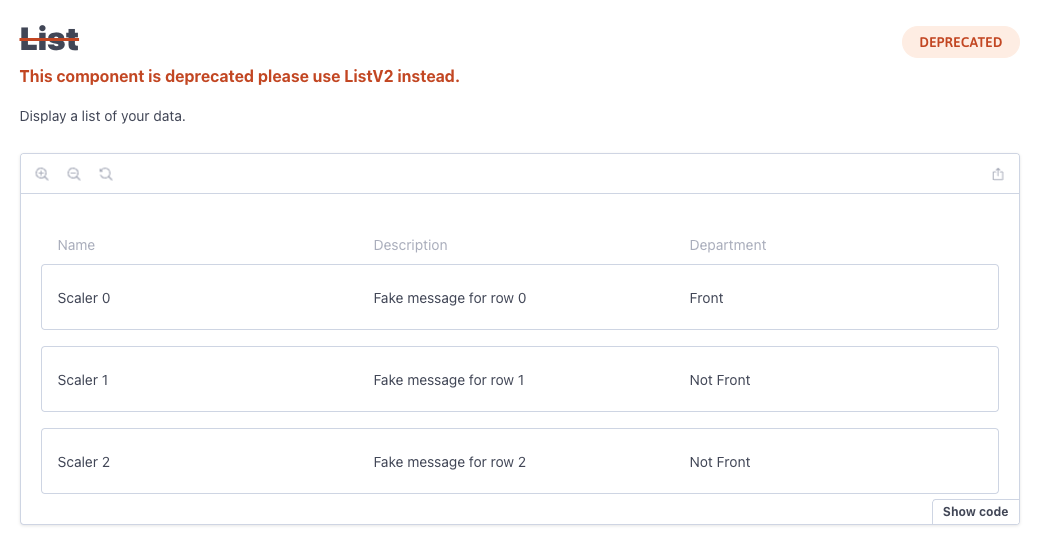 List
DEPRECATED
This component is deprecated please use ListV2 instead.
Display a list of your data.
Name Description Department
Scaler 0 Fake message for row 0 Front
Scaler 1 Fake message for row 1 Not Front
Scaler 2 Fake message for row 2 Not Front
Show code